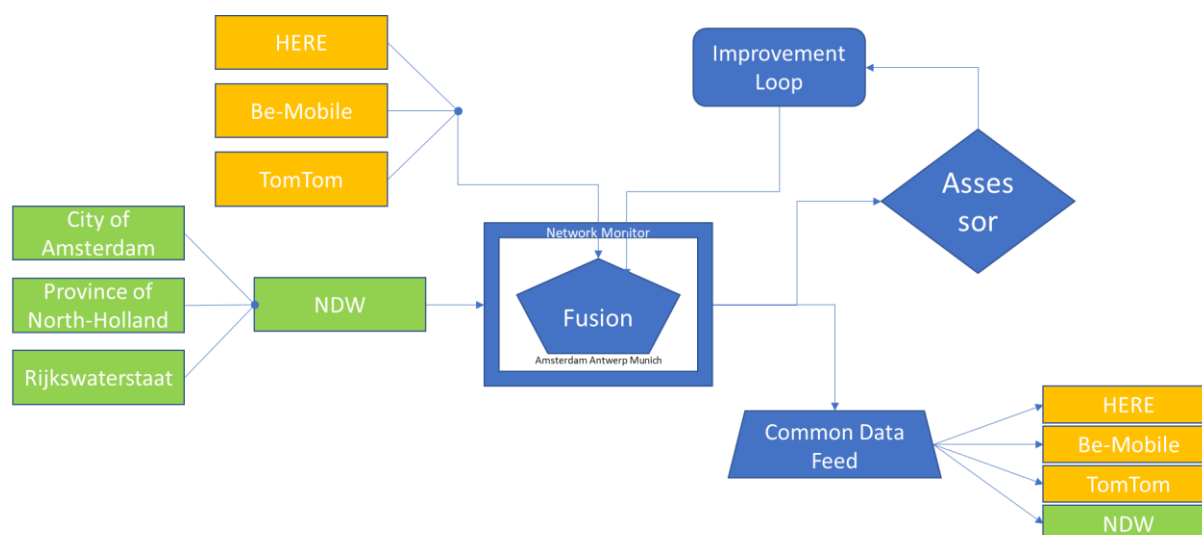 HERE
Be-Mobile
TomTom
Improvement
Loop
Asses
sor
City of
Amsterdam
Province of
North-Holland
Rijkswaterstaat
NDW
Network Monitor
Fusion
Amsterdam Antwerp Munich
Common Data
Feed
HERE
Be-Mobile
TomTom
NDW